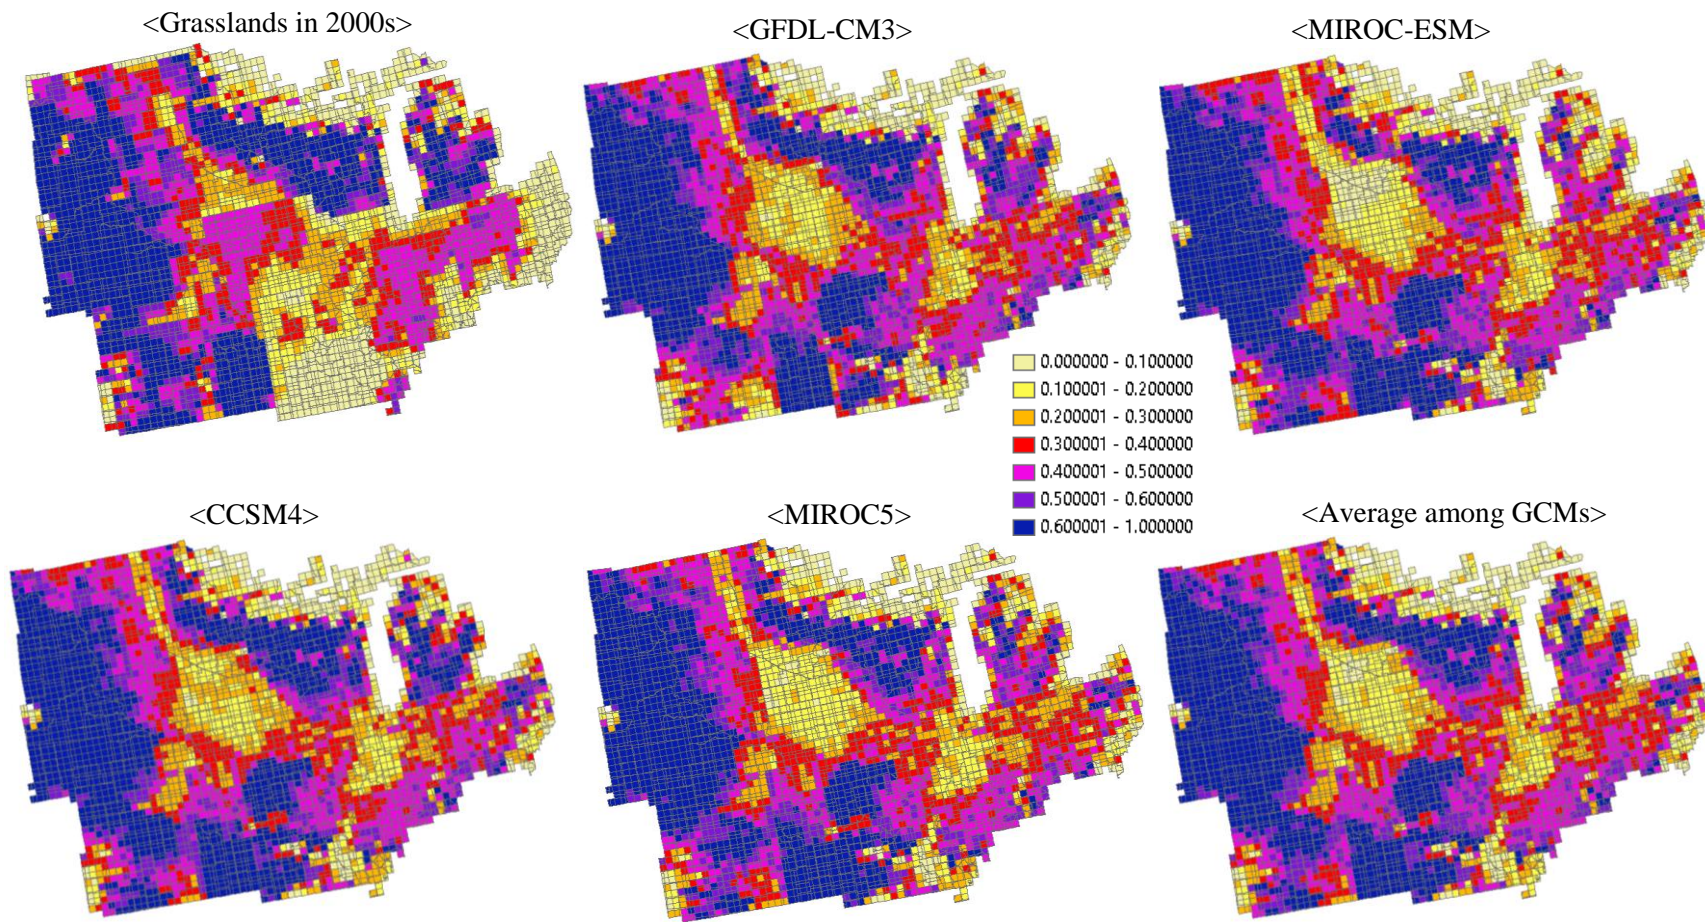 <Grasslands in 2000s>
<GFDL-CM3>
<MIROC-ESM>
0.000000 - 0.100000
0.100001 - 0.200000
0.200001 - 0.300000
0.300001 - 0.400000
0.400001 - 0.500000
0.500001 - 0.600000
0.600001 - 1.000000
<CCSM4>
<MIROC5>
<Average among GCMs>